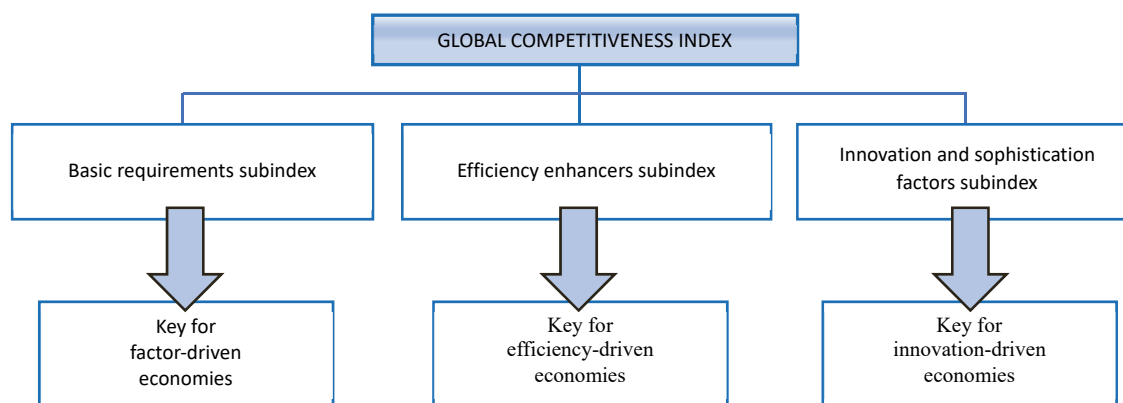 GLOBAL COMPETITIVENESS INDEX
Basic requirements subindex
Efficiency enhancers subindex
Innovation and sophistication
factors subindex
Key for
factor-driven
economies
Key for
efficiency-driven
economies
Key for
innovation-driven
economies